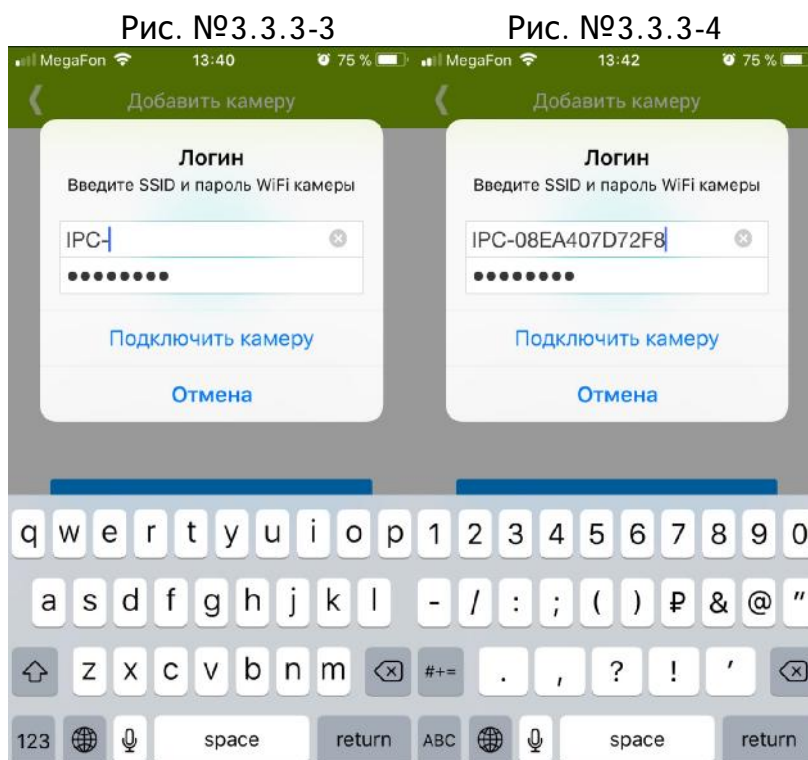 Рис. №3.3.3-3
MegaFon 13:40 75 %
Добавить камеру
Логин
Введите SSID и пароль WiFi камеры
IPC-
••••••••
Подключить камеру
Отмена
q w e r t y u i o p
a s d f g h j k l
z x c v b n m
123 space return
Рис. №3.3.3-4
MegaFon 13:42 75 %
Добавить камеру
Логин
Введите SSID и пароль WiFi камеры
IPC-08EA407D72F8
••••••••
Подключить камеру
Отмена
1 2 3 4 5 6 7 8 9 0
- / : ; ( ) ₽ & @ "
#+= . , ? ! '
ABC space return